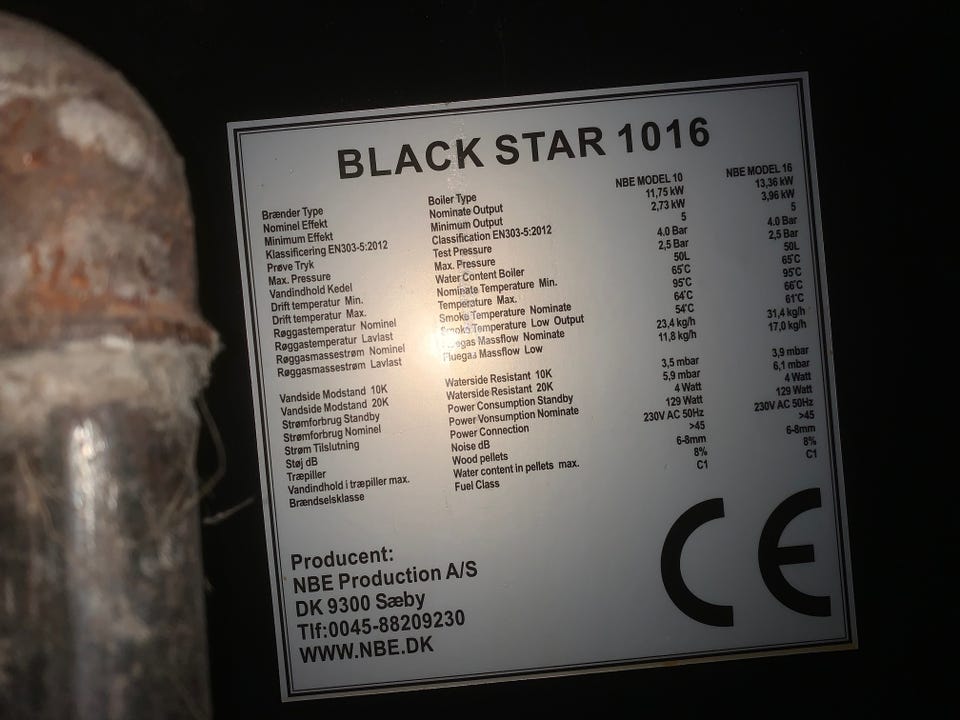 BLACK STAR 1016
Brænder Type Boiler Type NBE MODEL 10 NBE MODEL 16
Nominel Effekt Nominate Output 11,75 kW 13,36 kW
Minimum Effekt Minimum Output 2,73 kW 3,96 kW
Klassificering EN303-5:2012 Classification EN303-5:2012 5 5
Prøve Tryk Test Pressure 4.0 Bar 4.0 Bar
Max. Pressure Max. Pressure 2,5 Bar 2,5 Bar
Vandindhold Kedel Water Content Boiler 50L 50L
Drift temperatur Min. Nominate Temperature Min. 65°C 65°C
Drift temperatur Max. Temperature Max. 95°C 95°C
Røggastemperatur Nominel Smoke Temperature Nominate 64°C 66°C
Røggastemperatur Lavlast Smoke Temperature Low Output 54°C 61°C
Røggasmassestrøm Nominel Fluegas Massflow Nominate 23,4 kg/h 31,4 kg/h
Røggasmassestrøm Lavlast Fluegas Massflow Low 11,8 kg/h 17,0 kg/h
Vandside Modstand 10K Waterside Resistant 10K 3,5 mbar 3,9 mbar
Vandside Modstand 20K Waterside Resistant 20K 5,9 mbar 6,1 mbar
Strømforbrug Standby Power Consumption Standby 4 Watt 4 Watt
Strømforbrug Nominel Power Vonsumption Nominate 129 Watt 129 Watt
Strøm Tilslutning Power Connection 230V AC 50Hz 230V AC 50Hz
Støj dB Noise dB >45 >45
Træpiller Wood pellets 6-8mm 6-8mm
Vandindhold i træpiller max. Water content in pellets max. 8% 8%
Brændselsklasse Fuel Class C1 C1
Producent:
NBE Production A/S
DK 9300 Sæby
Tlf:0045-88209230
WWW.NBE.DK
CE